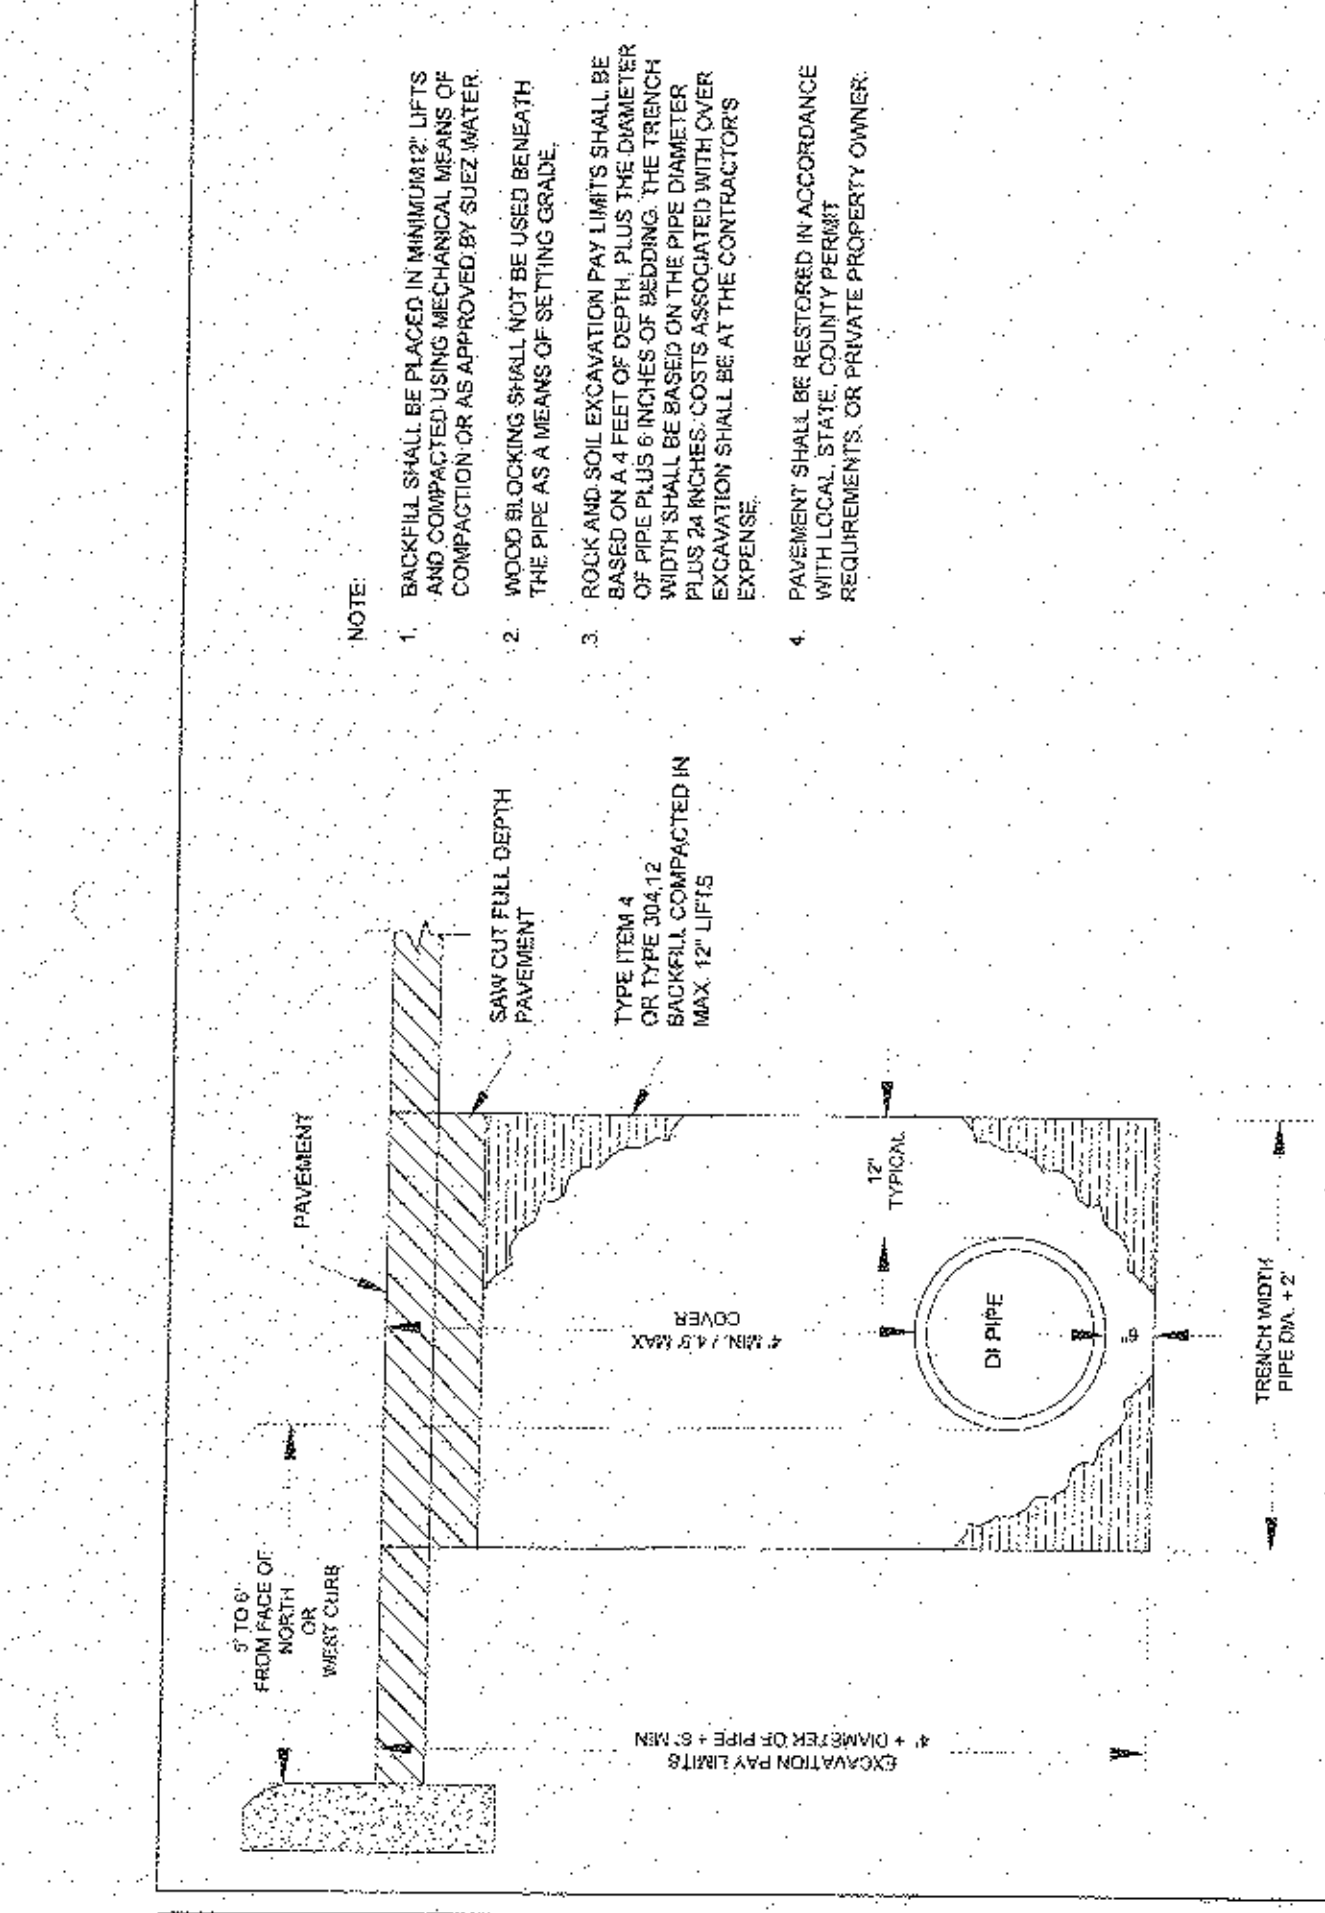 5' TO 6'
FROM FACE OF
NORTH
OR
WEST CURB
PAVEMENT
SAW CUT FULL DEPTH
PAVEMENT
TYPE ITEM 4
OR TYPE 304.12
BACKFILL COMPACTED IN
MAX. 12" LIFTS
4' MIN. / 4.5' MAX
COVER
12"
TYPICAL
DI PIPE
6"
EXCAVATION PAY LIMITS
4' + DIAMETER OF PIPE + 6" MIN
TRENCH WIDTH
PIPE DIA. + 2'
NOTE:
1. BACKFILL SHALL BE PLACED IN MINIMUM 12" LIFTS
AND COMPACTED USING MECHANICAL MEANS OF
COMPACTION OR AS APPROVED BY SUEZ WATER.
2. WOOD BLOCKING SHALL NOT BE USED BENEATH
THE PIPE AS A MEANS OF SETTING GRADE.
3. ROCK AND SOIL EXCAVATION PAY LIMITS SHALL BE
BASED ON A 4 FEET OF DEPTH, PLUS THE DIAMETER
OF PIPE PLUS 6 INCHES OF BEDDING. THE TRENCH
WIDTH SHALL BE BASED ON THE PIPE DIAMETER
PLUS 24 INCHES. COSTS ASSOCIATED WITH OVER
EXCAVATION SHALL BE AT THE CONTRACTOR'S
EXPENSE.
4. PAVEMENT SHALL BE RESTORED IN ACCORDANCE
WITH LOCAL, STATE, COUNTY PERMIT
REQUIREMENTS, OR PRIVATE PROPERTY OWNER.